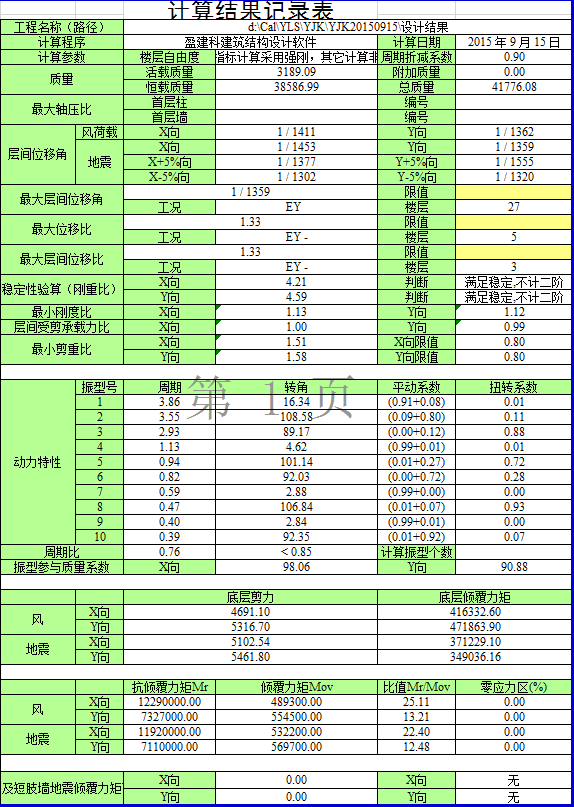 计算结果记录表
工程名称（路径） d:\Cal\YLS\YJK\YJK20150915\设计结果
计算程序 盈建科建筑结构设计软件 计算日期 2015 年 9 月 15 日
计算参数 楼层自由度 指标计算采用强刚，其它计算非 周期折减系数 0.90
质量 活载质量 3189.09 附加质量 0.00
恒载质量 38586.99 总质量 41776.08
最大轴压比 首层柱 编号
首层墙 编号
层间位移角 风荷载 X向 1 / 1411 Y向 1 / 1362
地震 X向 1 / 1453 Y向 1 / 1359
X+5%向 1 / 1377 Y+5%向 1 / 1555
X-5%向 1 / 1302 Y-5%向 1 / 1320
最大层间位移角 1 / 1359 限值
工况 EY 楼层 27
最大位移比 1.33 限值
工况 EY - 楼层 5
最大层间位移比 1.33 限值
工况 EY - 楼层 3
稳定性验算（刚重比） X向 4.21 判断 满足稳定,不计二阶
Y向 4.59 判断 满足稳定,不计二阶
最小刚度比 X向 1.13 Y向 1.12
层间受剪承载力比 X向 1.00 Y向 0.99
最小剪重比 X向 1.51 X向限值 0.80
Y向 1.58 Y向限值 0.80
动力特性 振型号 周期 转角 平动系数 扭转系数
1 3.86 16.34 (0.91+0.08) 0.01
2 3.55 108.58 (0.09+0.80) 0.11
3 2.93 89.17 (0.00+0.12) 0.88
4 1.13 4.62 (0.99+0.01) 0.01
5 0.94 101.14 (0.01+0.27) 0.72
6 0.82 92.03 (0.00+0.72) 0.28
7 0.59 2.88 (0.99+0.00) 0.00
8 0.47 106.84 (0.01+0.07) 0.93
9 0.40 2.84 (0.99+0.01) 0.00
10 0.39 92.35 (0.01+0.92) 0.07
第 1 页
周期比 0.76 < 0.85 计算振型个数
振型参与质量系数 X向 98.06 Y向 90.88
底层剪力 底层倾覆力矩
风 X向 4691.10 416332.60
Y向 5316.70 471863.90
地震 X向 5102.54 371229.10
Y向 5461.80 349036.16
抗倾覆力矩Mr 倾覆力矩Mov 比值Mr/Mov 零应力区(%)
风 X向 12290000.00 489300.00 25.11 0.00
Y向 7327000.00 554500.00 13.21 0.00
地震 X向 11920000.00 532200.00 22.40 0.00
Y向 7110000.00 569700.00 12.48 0.00
及短肢墙地震倾覆力矩 X向 0.00 X向 无
Y向 0.00 Y向 无